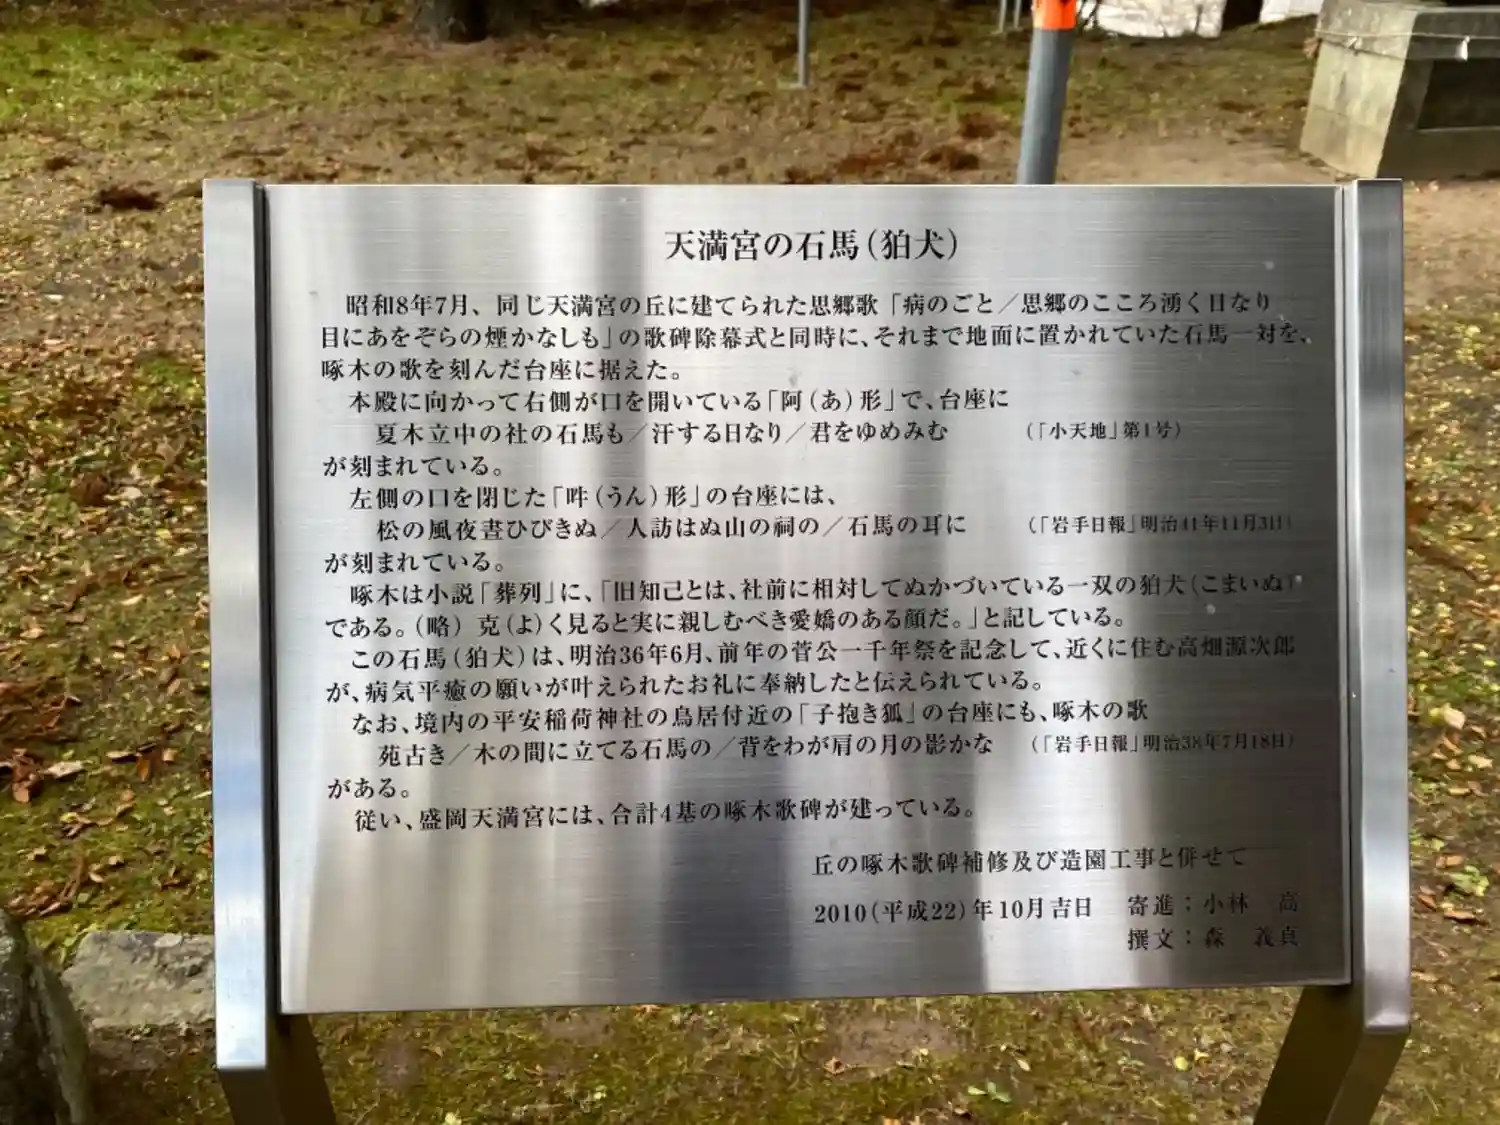 天満宮の石馬（狛犬）
昭和8年7月、同じ天満宮の丘に建てられた思郷歌「病のごと／思郷のこころ湧く日なり
目にあをぞらの煙かなしも」の歌碑除幕式と同時に、それまで地面に置かれていた石馬一対を、
啄木の歌を刻んだ台座に据えた。
本殿に向かって右側が口を開いている「阿（あ）形」で、台座に
夏木立中の社の石馬も／汗する日なり／君をゆめみむ （「小天地」第1号）
が刻まれている。
左側の口を閉じた「吽（うん）形」の台座には、
松の風夜昼ひびきぬ／人訪はぬ山の祠の／石馬の耳に （「岩手日報」明治41年11月3日）
が刻まれている。
啄木は小説「葬列」に、「旧知己とは、社前に相対してぬかづいている一双の狛犬（こまいぬ）
である。（略） 克（よ）く見ると実に親しむべき愛嬌のある顔だ。」と記している。
この石馬（狛犬）は、明治36年6月、前年の菅公一千年祭を記念して、近くに住む高畑源次郎
が、病気平癒の願いが叶えられたお礼に奉納したと伝えられている。
なお、境内の平安稲荷神社の鳥居付近の「子抱き狐」の台座にも、啄木の歌
苑古き／木の間に立てる石馬の／背をわが肩の月の影かな （「岩手日報」明治38年7月18日）
がある。
従い、盛岡天満宮には、合計4基の啄木歌碑が建っている。
丘の啄木歌碑補修及び造園工事と併せて
2010（平成22）年10月吉日 寄進：小林 高
撰文：森 義真